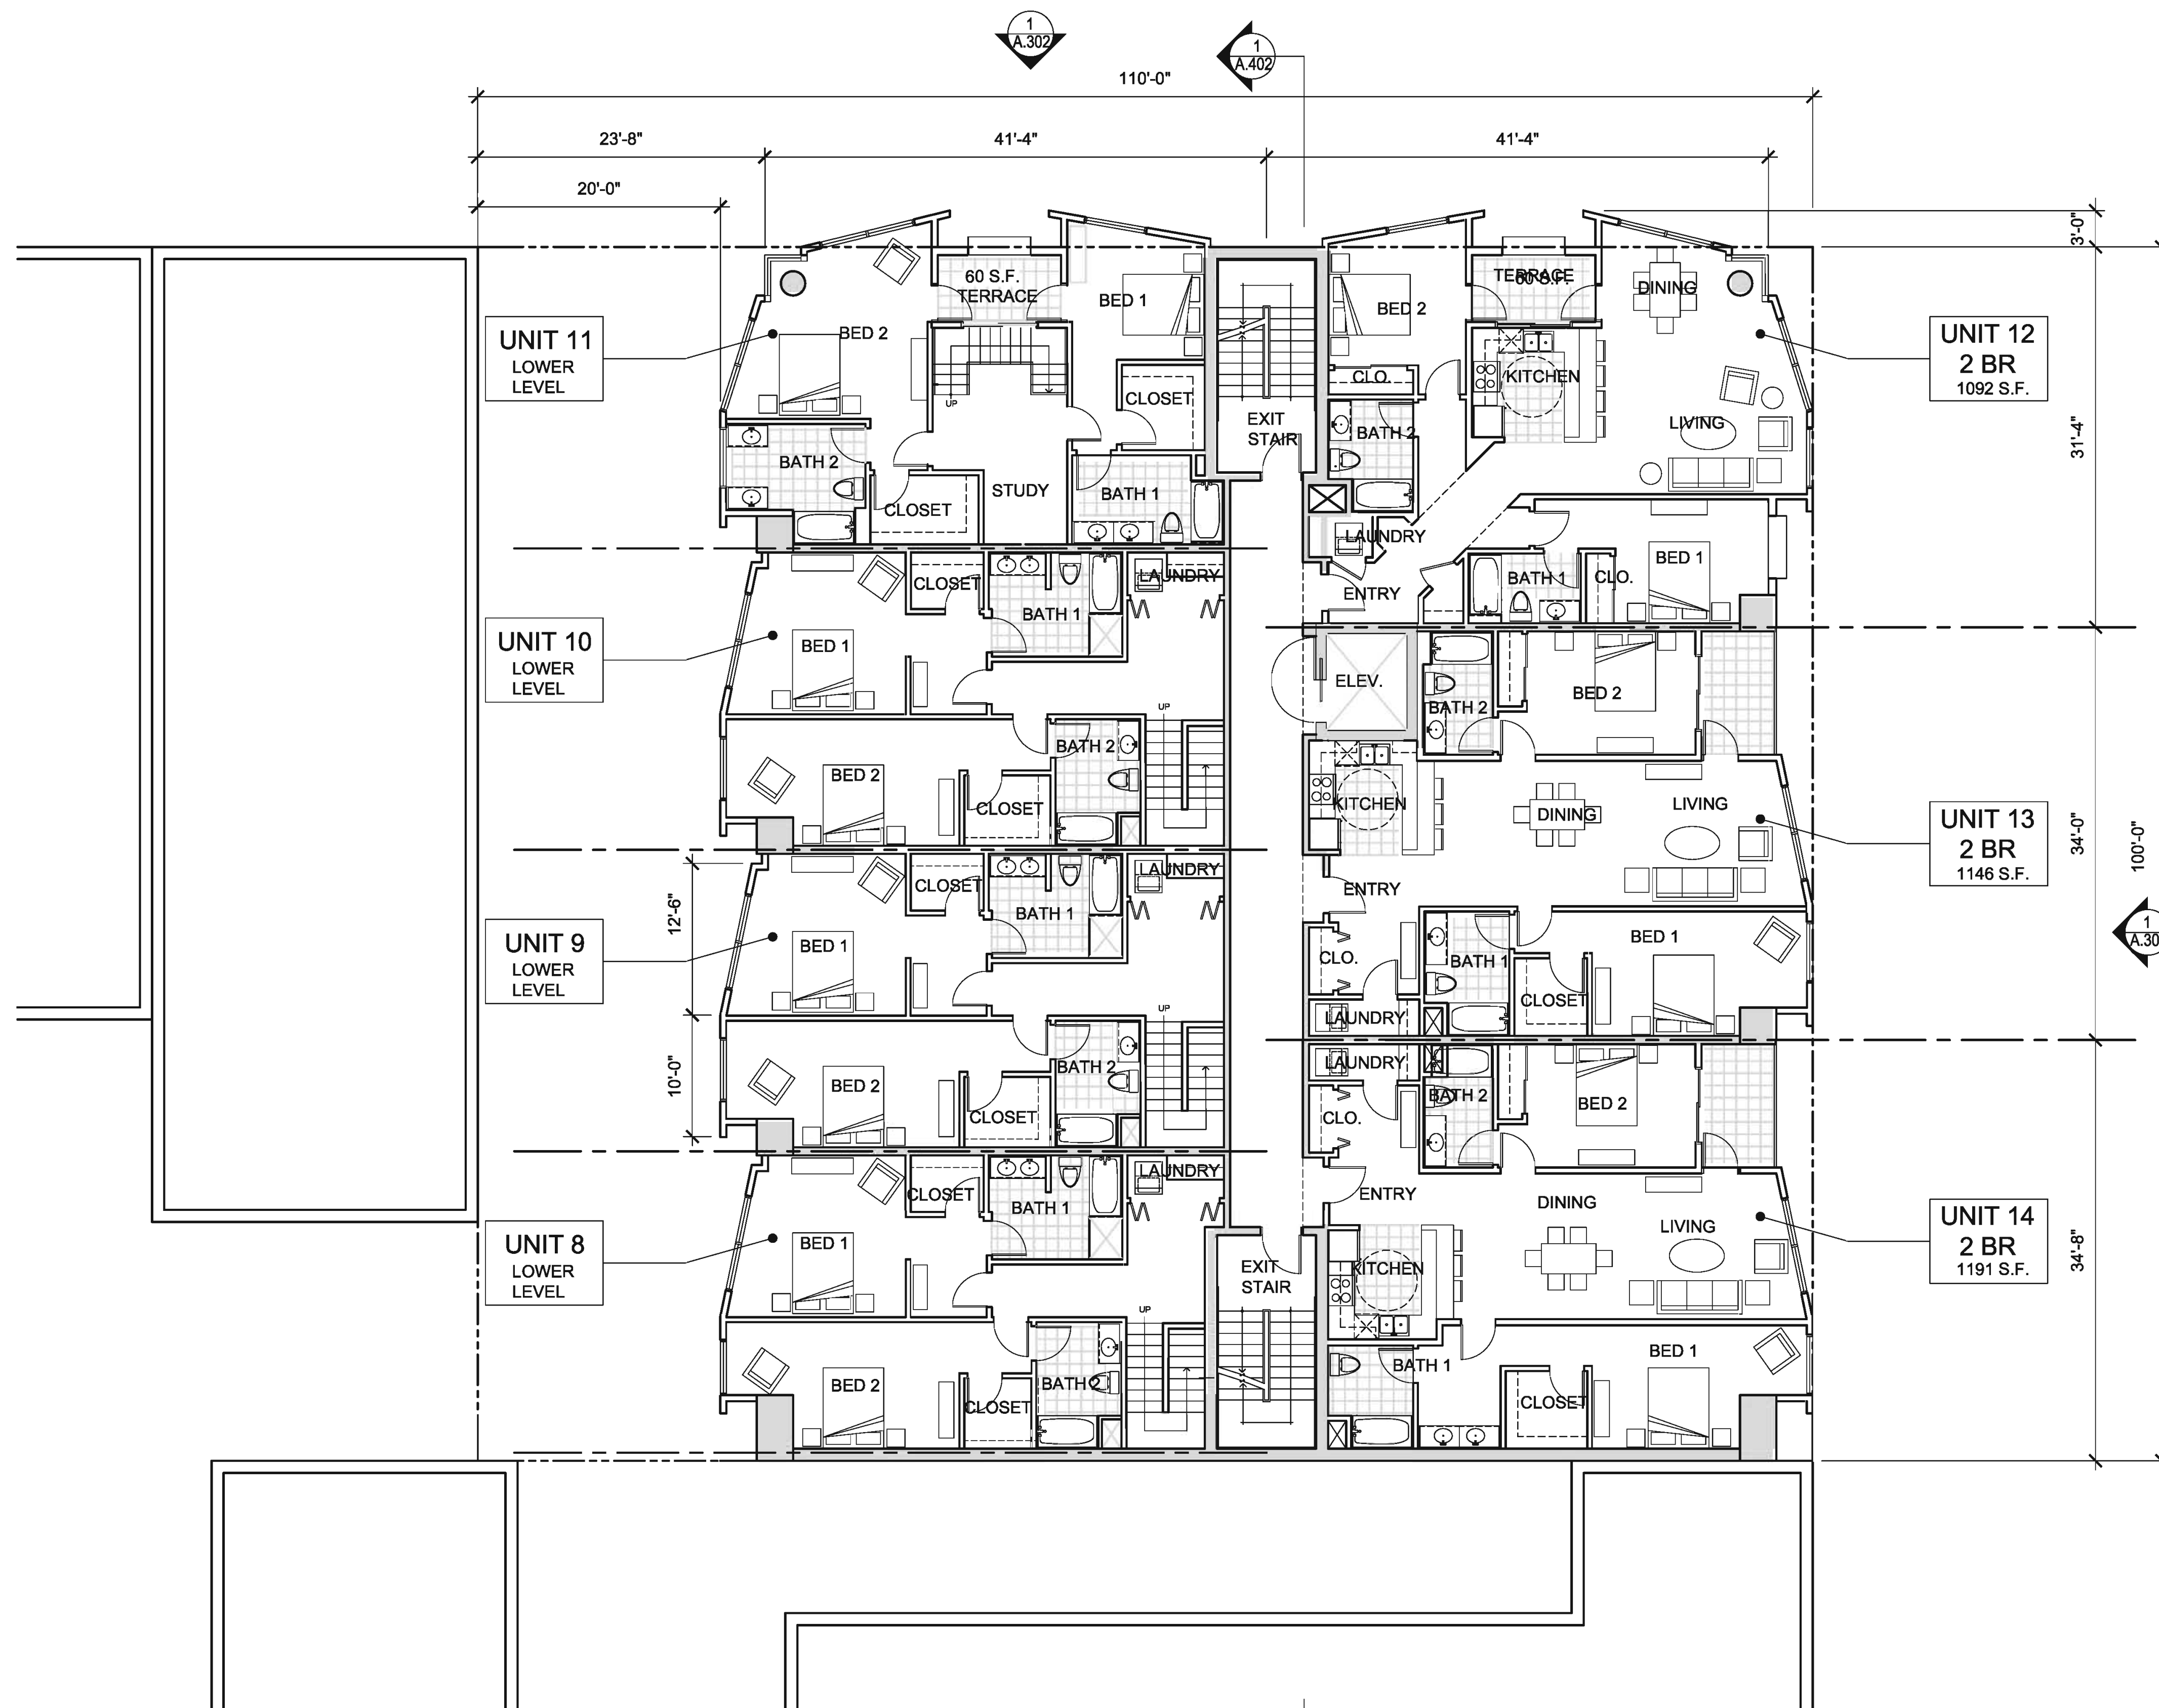 1
A.302
1
A.402
110'-0"
23'-8"
41'-4"
41'-4"
20'-0"
3'-0"
UNIT 11
LOWER
LEVEL
BED 2
60 S.F.
TERRACE
BED 1
CLOSET
UP
BATH 2
CLOSET
STUDY
BATH 1
EXIT
STAIR
BED 2
CLO.
BATH 2
TERRACE
60 S.F.
KITCHEN
DINING
LIVING
LAUNDRY
ENTRY
BATH 1
CLO.
BED 1
UNIT 12
2 BR
1092 S.F.
31'-4"
UNIT 10
LOWER
LEVEL
BED 1
CLOSET
BATH 1
LAUNDRY
UP
BED 2
CLOSET
BATH 2
ELEV.
BATH 2
BED 2
KITCHEN
DINING
LIVING
ENTRY
CLO.
LAUNDRY
BATH 1
CLOSET
BED 1
UNIT 13
2 BR
1146 S.F.
34'-0"
100'-0"
1
A.30
12'-6"
10'-0"
UNIT 9
LOWER
LEVEL
BED 1
CLOSET
BATH 1
LAUNDRY
UP
BED 2
CLOSET
BATH 2
LAUNDRY
CLO.
BATH 2
BED 2
ENTRY
DINING
LIVING
KITCHEN
BATH 1
CLOSET
BED 1
UNIT 14
2 BR
1191 S.F.
34'-8"
UNIT 8
LOWER
LEVEL
BED 1
CLOSET
BATH 1
LAUNDRY
UP
BED 2
CLOSET
BATH 2
EXIT
STAIR